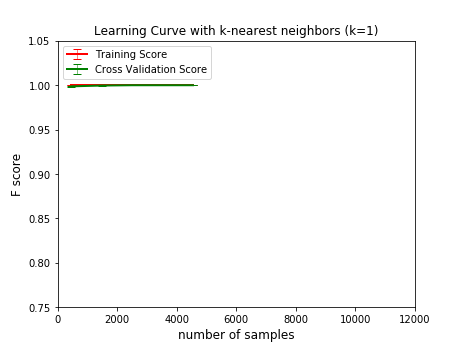 Learning Curve with k-nearest neighbors (k=1)
1.05
1.00
0.95
0.90
0.85
0.80
0.75
F score
Training Score
Cross Validation Score
0
2000
4000
6000
8000
10000
12000
number of samples